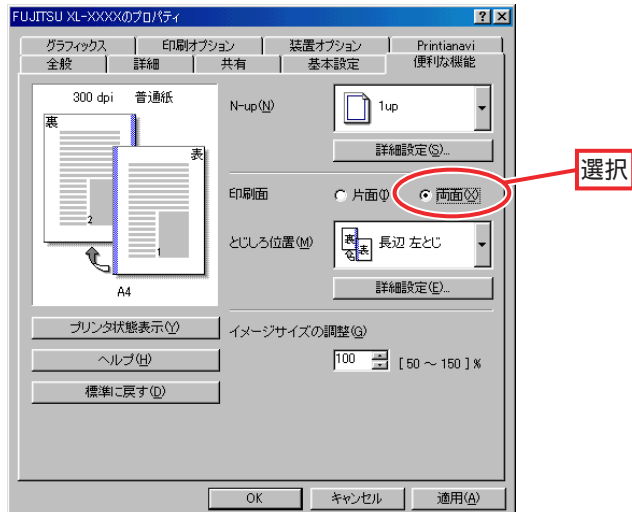 FUJITSU XL-XXXXのプロパティ
グラフィックス 印刷オプション 装置オプション Printianavi
全般 詳細 共有 基本設定 便利な機能
300 dpi 普通紙
裏
表
2
1
A4
N-up(N) 1up
詳細設定(S)...
印刷面 片面(I) 両面(X)
選択
とじしろ位置(M) 裏 表 長辺 左とじ
詳細設定(E)...
プリンタ状態表示(Y)
イメージサイズの調整(G)
ヘルプ(H)
100 [ 50 ~ 150 ] %
標準に戻す(D)
OK キャンセル 適用(A)